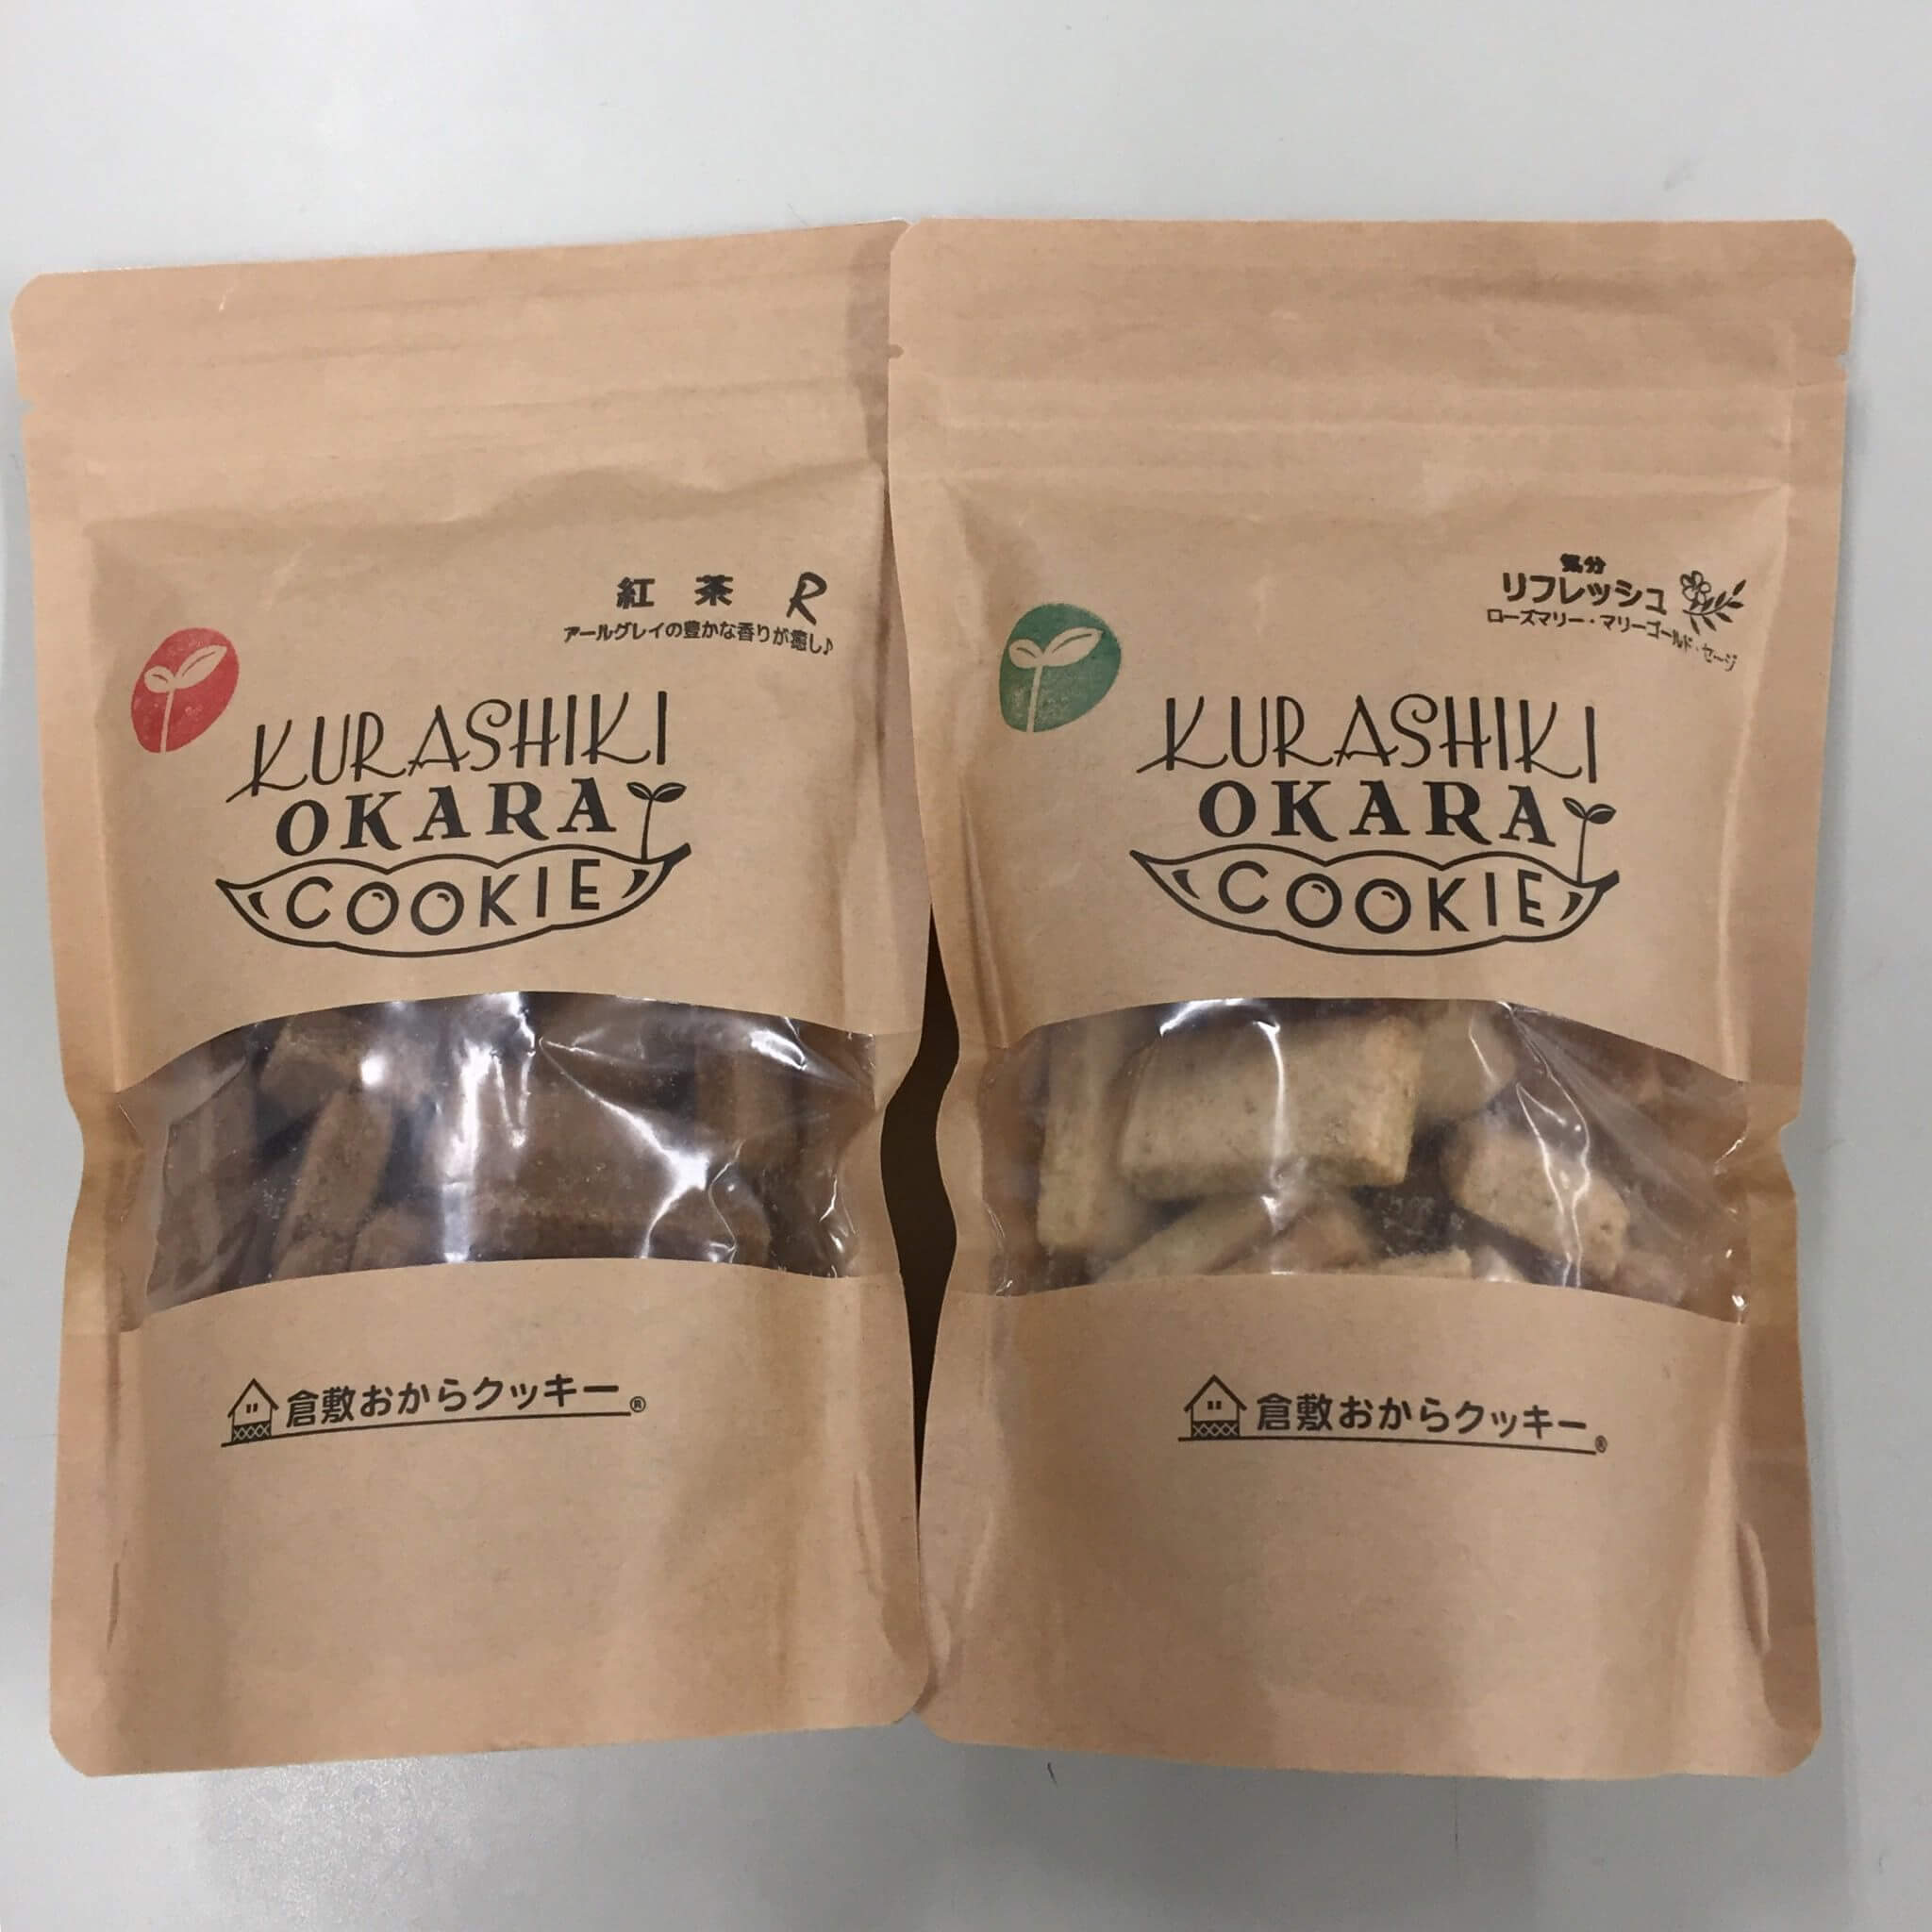 紅茶 R
アールグレイの豊かな香りが癒し♪
KURASHIKI
OKARA
COOKIE
倉敷おからクッキー®
気分
リフレッシュ
ローズマリー・マリーゴールド・セージ
KURASHIKI
OKARA
COOKIE
倉敷おからクッキー®